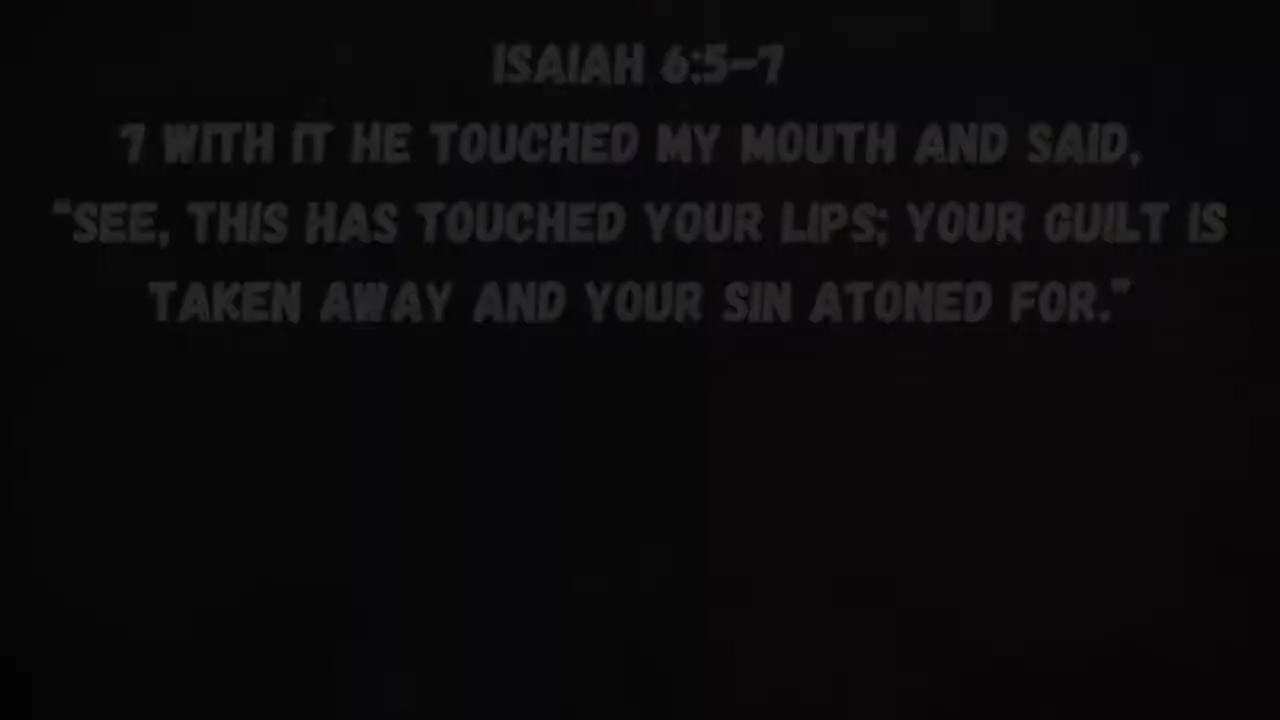 ISAIAH 6:5–7
7 WITH IT HE TOUCHED MY MOUTH AND SAID,
“SEE, THIS HAS TOUCHED YOUR LIPS; YOUR GUILT IS
TAKEN AWAY AND YOUR SIN ATONED FOR.”